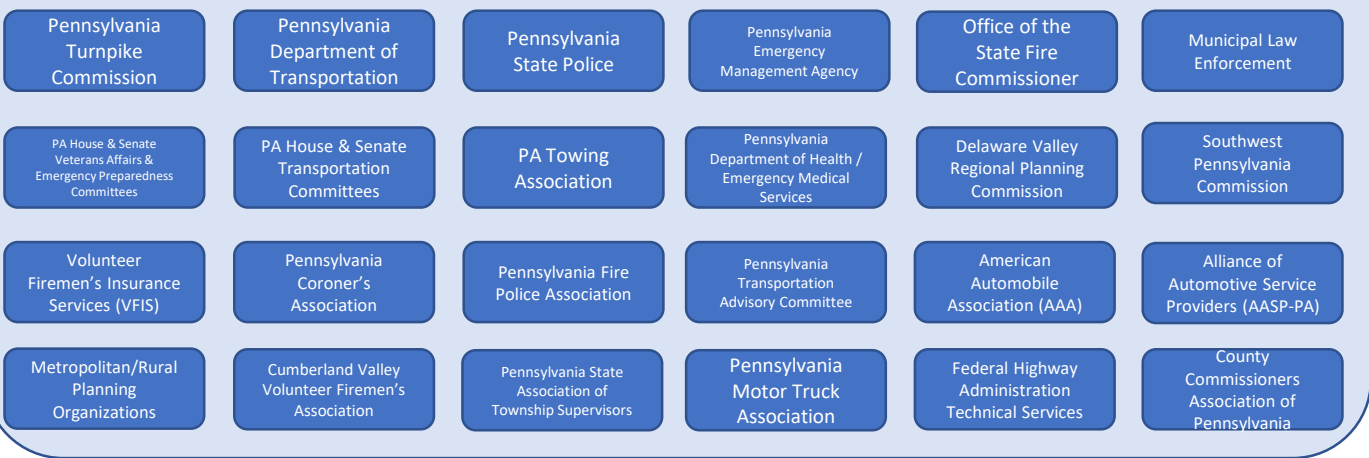 Pennsylvania
Turnpike
Commission
Pennsylvania
Department of
Transportation
Pennsylvania
State Police
Pennsylvania
Emergency
Management Agency
Office of the
State Fire
Commissioner
Municipal Law
Enforcement
PA House & Senate
Veterans Affairs &
Emergency Preparedness
Committees
PA House & Senate
Transportation
Committees
PA Towing
Association
Pennsylvania
Department of Health /
Emergency Medical
Services
Delaware Valley
Regional Planning
Commission
Southwest
Pennsylvania
Commission
Volunteer
Firemen’s Insurance
Services (VFIS)
Pennsylvania
Coroner’s
Association
Pennsylvania Fire
Police Association
Pennsylvania
Transportation
Advisory Committee
American
Automobile
Association (AAA)
Alliance of
Automotive Service
Providers (AASP-PA)
Metropolitan/Rural
Planning
Organizations
Cumberland Valley
Volunteer Firemen’s
Association
Pennsylvania State
Association of
Township Supervisors
Pennsylvania
Motor Truck
Association
Federal Highway
Administration
Technical Services
County
Commissioners
Association of
Pennsylvania